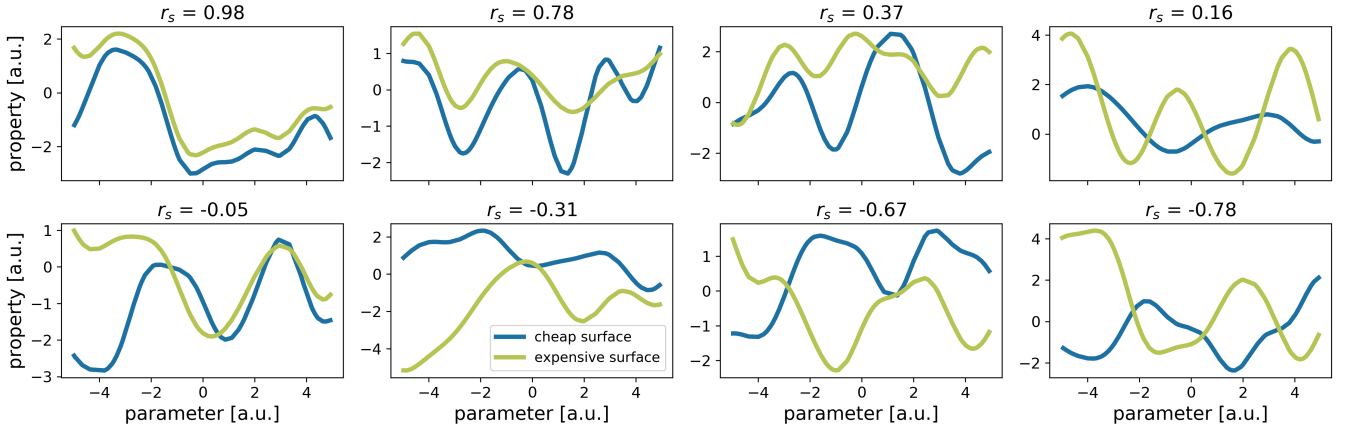 r_s = 0.98
r_s = 0.78
r_s = 0.37
r_s = 0.16
property [a.u.]
2
0
−2
1
0
−1
−2
2
0
−2
4
2
0
r_s = -0.05
r_s = -0.31
r_s = -0.67
r_s = -0.78
property [a.u.]
1
0
−1
−2
−3
2
0
−2
−4
cheap surface
expensive surface
1
0
−1
−2
4
2
0
−2
−4 −2 0 2 4
−4 −2 0 2 4
−4 −2 0 2 4
−4 −2 0 2 4
parameter [a.u.]
parameter [a.u.]
parameter [a.u.]
parameter [a.u.]